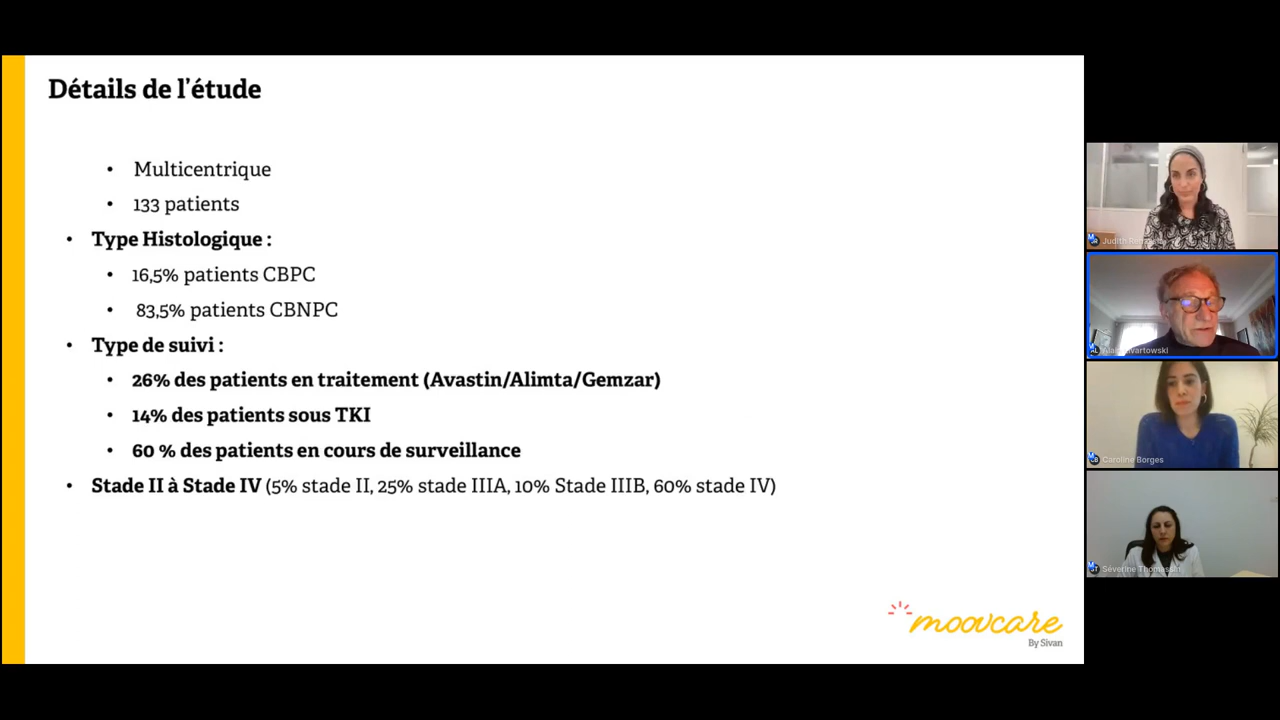 Détails de l'étude
• Multicentrique
• 133 patients
• Type Histologique :
• 16,5% patients CBPC
• 83,5% patients CBNPC
• Type de suivi :
• 26% des patients en traitement (Avastin/Alimta/Gemzar)
• 14% des patients sous TKI
• 60 % des patients en cours de surveillance
• Stade II à Stade IV (5% stade II, 25% stade IIIA, 10% Stade IIIB, 60% stade IV)
moovcare
By Sivan
Judith
Caroline Borges
Séverine